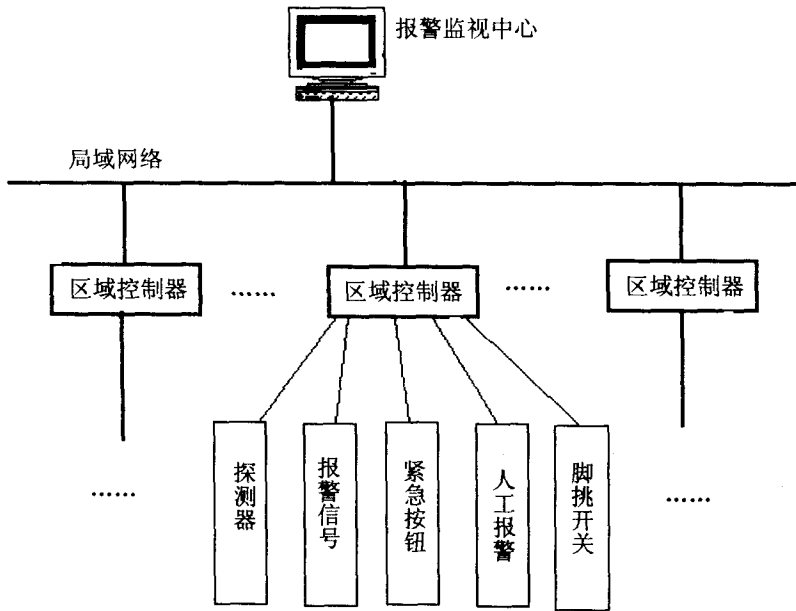 报警监视中心
局域网络
区域控制器
……
区域控制器
……
区域控制器
……
探测器
报警信号
紧急按钮
人工报警
脚挑开关
……